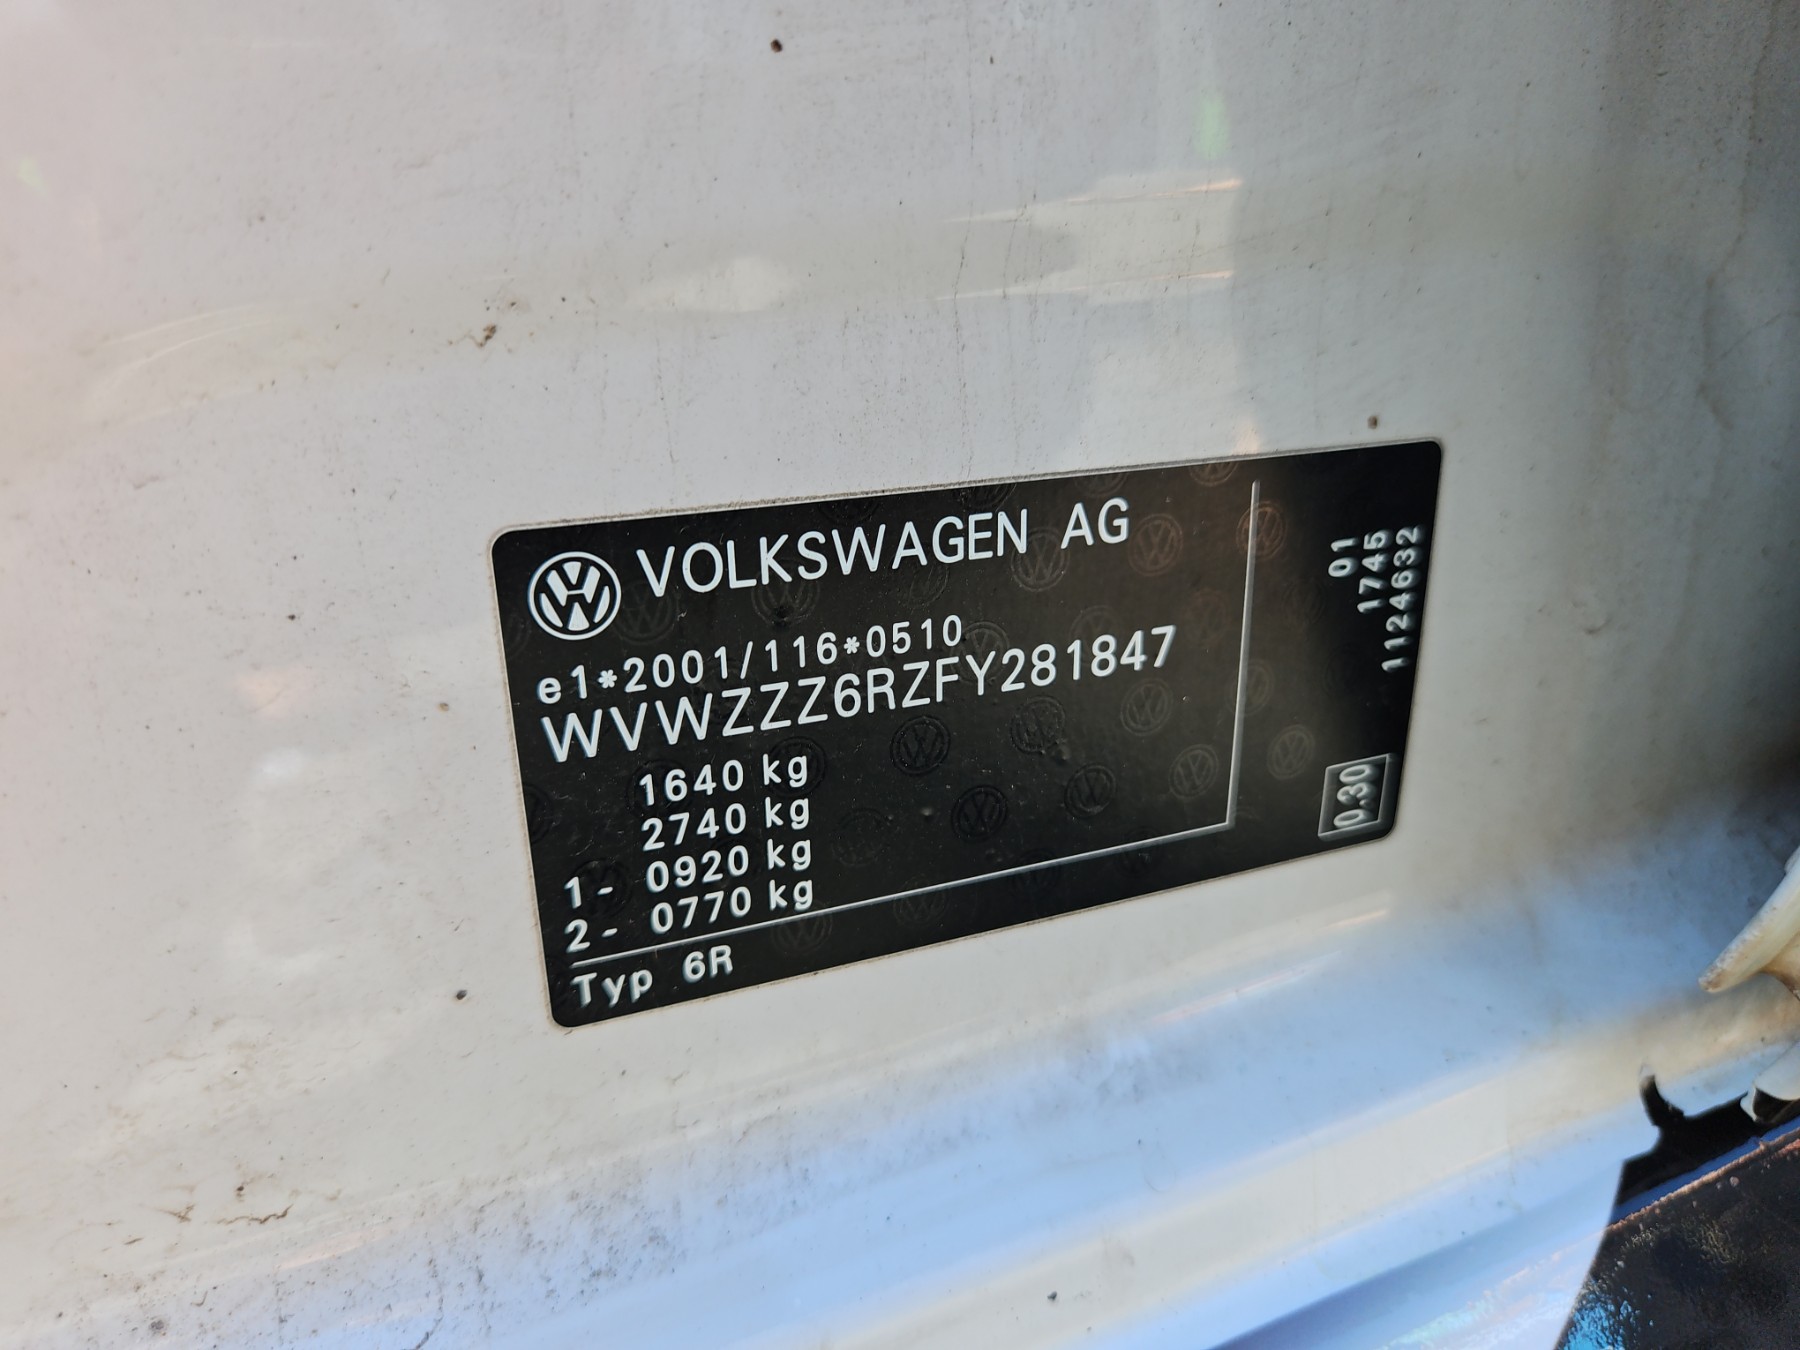 VOLKSWAGEN AG
e1*2001/116*0510
WVWZZZ6RZFY281847
1640 kg
2740 kg
1- 0920 kg
2- 0770 kg
Typ 6R
01
1745
1124632
0.30